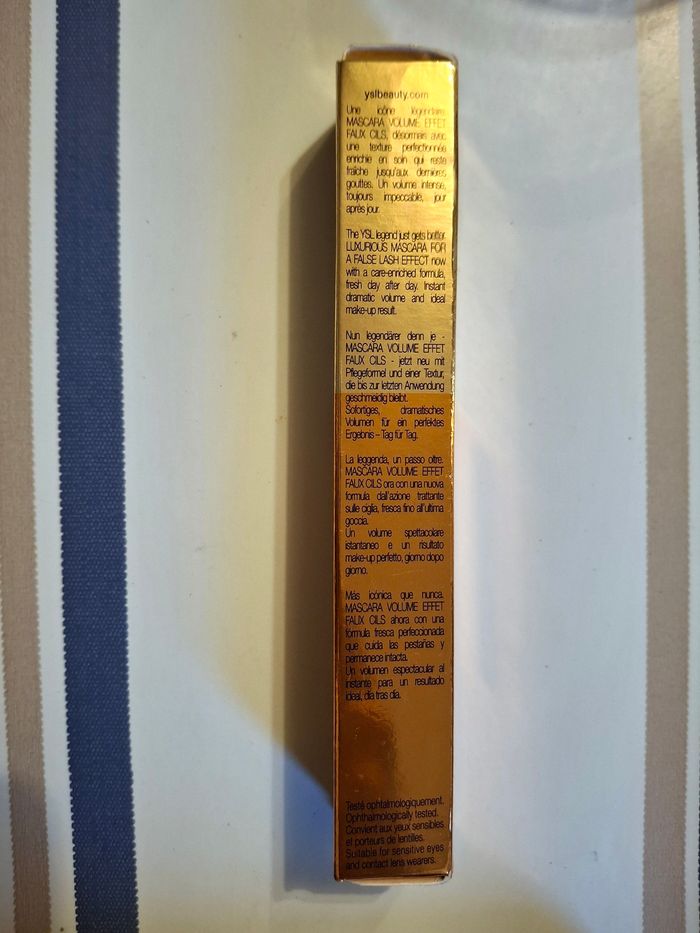 yslbeauty.com
Une icône légendaire
MASCARA VOLUME EFFET
FAUX CILS, désormais avec
une texture perfectionnée
enrichie en soin qui reste
fraîche jusqu'aux dernières
gouttes. Un volume intense,
toujours impeccable, jour
après jour.
The YSL legend just gets better.
LUXURIOUS MASCARA FOR
A FALSE LASH EFFECT now
with a care-enriched formula,
fresh day after day. Instant
dramatic volume and ideal
make-up result.
Nun legendärer denn je -
MASCARA VOLUME EFFET
FAUX CILS - jetzt neu mit
Pflegeformel und einer Textur,
die bis zur letzten Anwendung
geschmeidig bleibt.
Sofortiges, dramatisches
Volumen für ein perfektes
Ergebnis – Tag für Tag.
La leggenda, un passo oltre.
MASCARA VOLUME EFFET
FAUX CILS ora con una nuova
formula dall'azione trattante
sulle ciglia, fresca fino all'ultima
goccia.
Un volume spettacolare
istantaneo e un risultato
make-up perfetto, giorno dopo
giorno.
Más icónica que nunca.
MASCARA VOLUME EFFET
FAUX CILS ahora con una
fórmula fresca perfeccionada
que cuida las pestañas y
permanece intacta.
Un volumen espectacular al
instante para un resultado
ideal, día tras día.
Testé ophtalmologiquement.
Ophthalmologically tested.
Convient aux yeux sensibles
et porteurs de lentilles.
Suitable for sensitive eyes
and contact lens wearers.